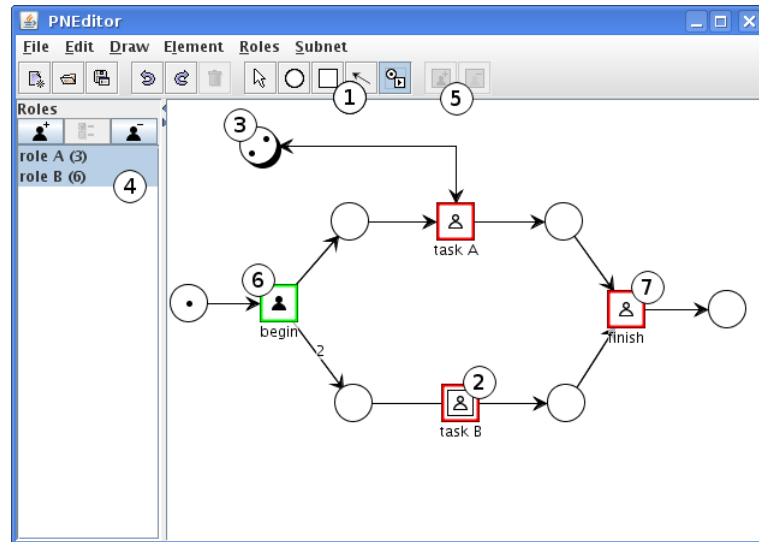 PNEditor
File Edit Draw Element Roles Subnet
1
5
Roles
role A (3)
role B (6)
4
3
task A
6
begin
7
finish
2
2
task B